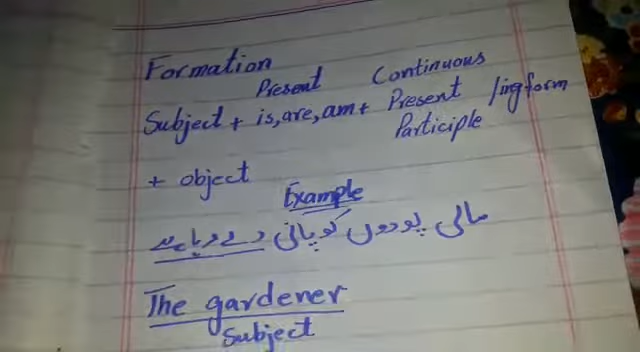 Formation
Present Continuous
Subject + is, are, am + Present /ing form
Participle
+ object
Example
مالی پودوں کو پانی دے رہا ہے
The gardener
Subject